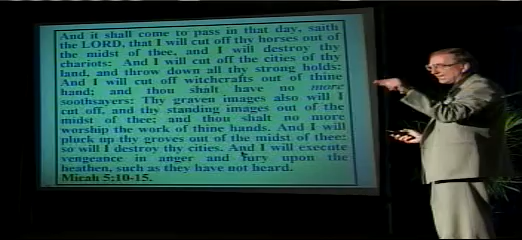 And it shall come to pass in that day, saith
the LORD, that I will cut off thy horses out of
the midst of thee, and I will destroy thy
chariots: And I will cut off the cities of thy
land, and throw down all thy strong holds:
And I will cut off witchcrafts out of thine
hand; and thou shalt have no more
soothsayers: Thy graven images also will I
cut off, and thy standing images out of the
midst of thee; and thou shalt no more
worship the work of thine hands. And I will
pluck up thy groves out of the midst of thee:
so will I destroy thy cities. And I will execute
vengeance in anger and fury upon the
heathen, such as they have not heard.
Micah 5:10-15.